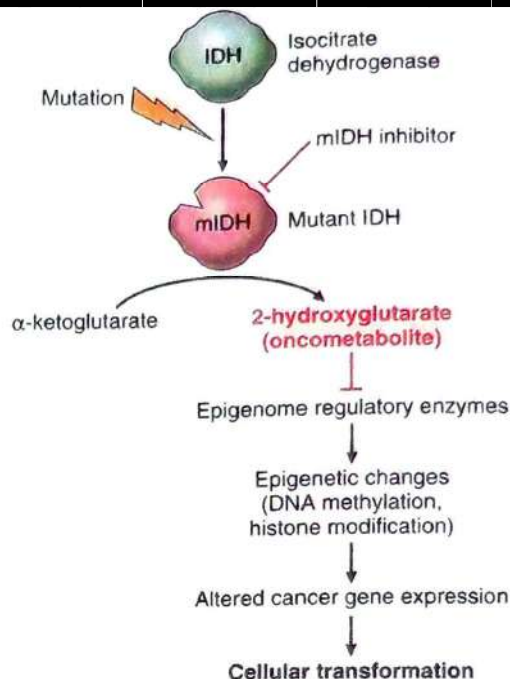 IDH
Isocitrate
dehydrogenase
Mutation
mIDH inhibitor
mIDH
Mutant IDH
α-ketoglutarate
2-hydroxyglutarate
(oncometabolite)
Epigenome regulatory enzymes
Epigenetic changes
(DNA methylation,
histone modification)
Altered cancer gene expression
Cellular transformation